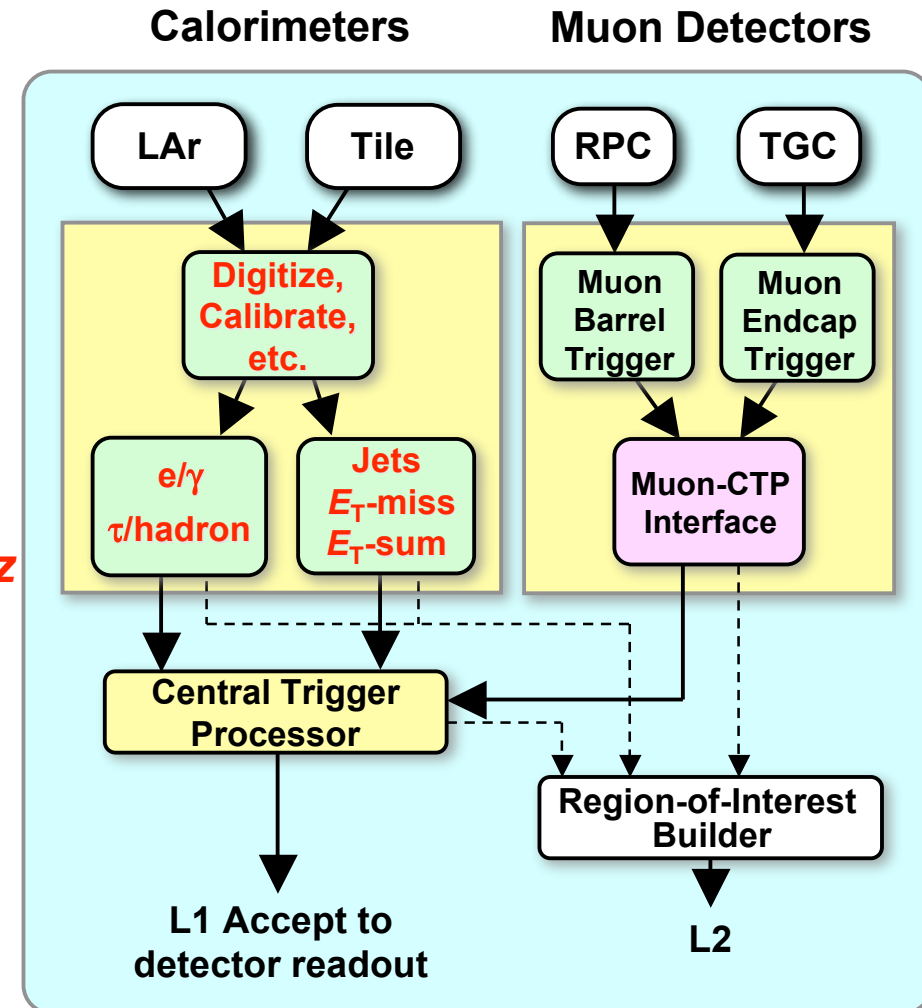 Calorimeters
Muon Detectors
LAr
Tile
RPC
TGC
Digitize,
Calibrate,
etc.
Muon
Barrel
Trigger
Muon
Endcap
Trigger
e/γ
τ/hadron
Jets
ET-miss
ET-sum
Muon-CTP
Interface
z
Central Trigger
Processor
Region-of-Interest
Builder
L1 Accept to
detector readout
L2